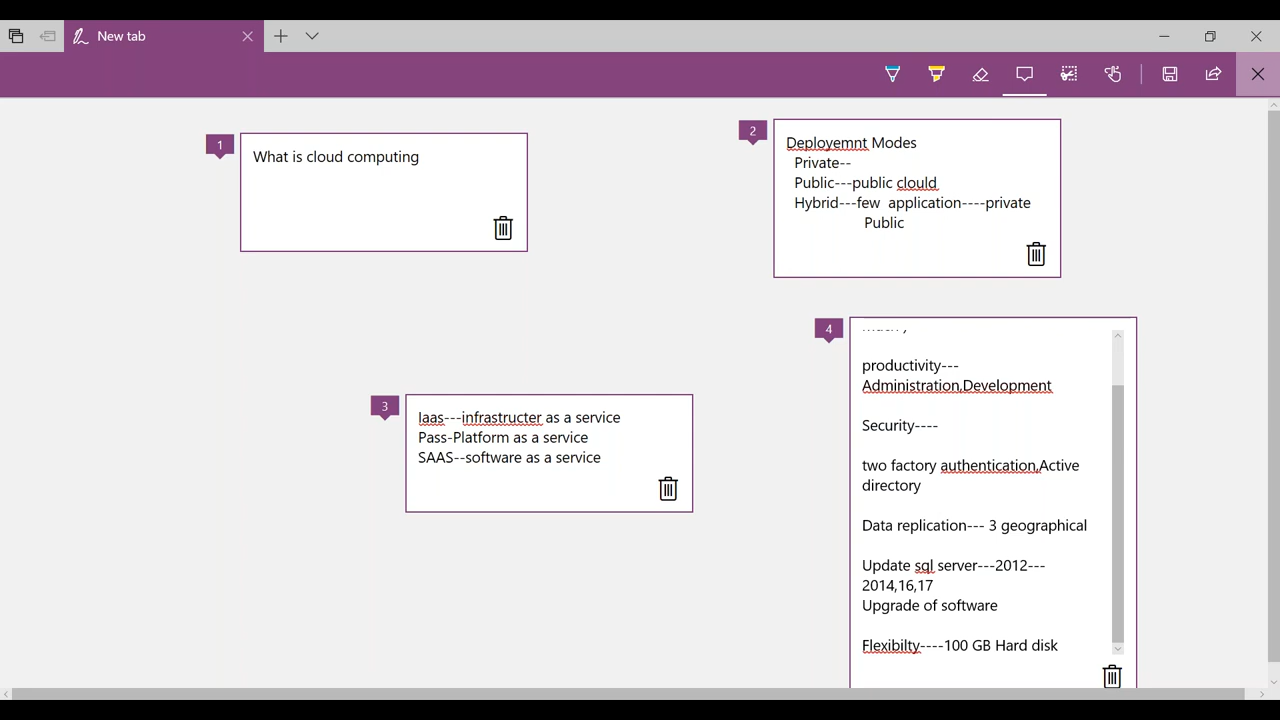 New tab
1
What is cloud computing
2
Deployemnt Modes
Private--
Public---public clould
Hybrid---few application----private
Public
3
Iaas---infrastructer as a service
Pass-Platform as a service
SAAS--software as a service
4
productivity---
Administration,Development
Security----
two factory authentication,Active
directory
Data replication--- 3 geographical
Update sql server---2012---
2014,16,17
Upgrade of software
Flexibilty----100 GB Hard disk